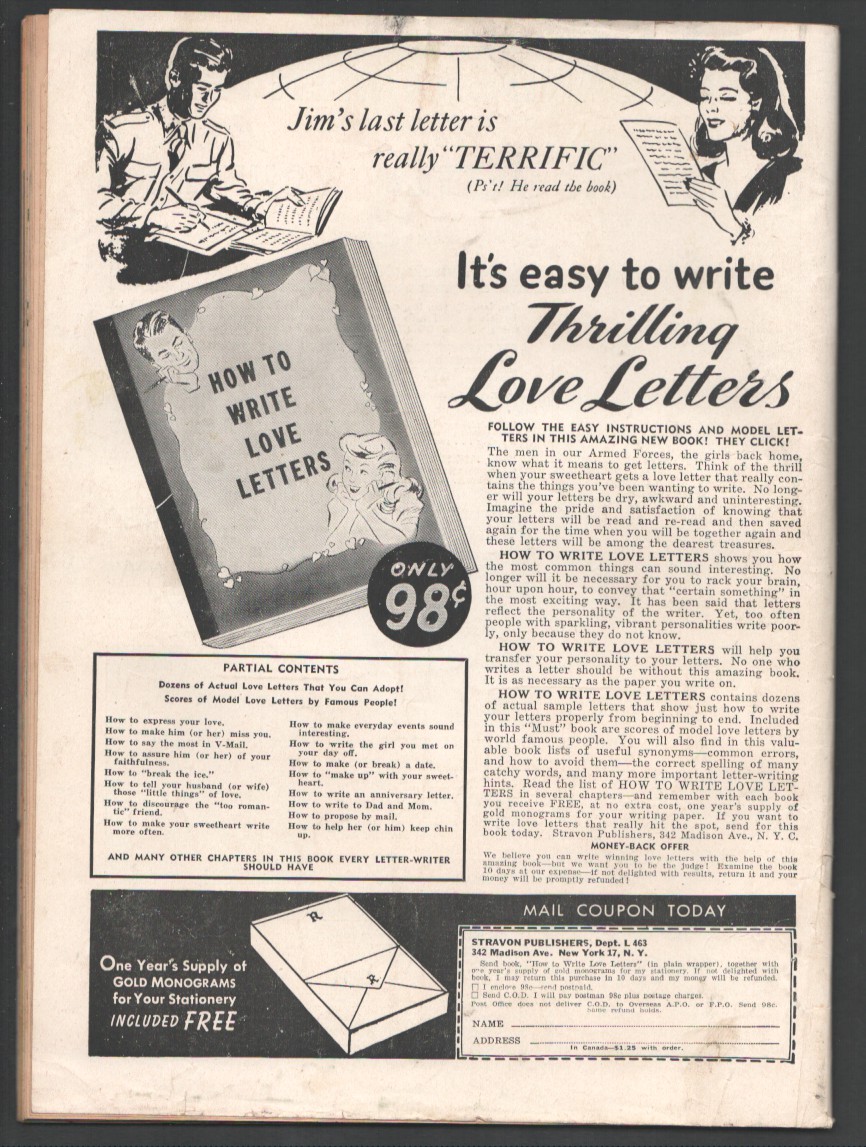 Jim's last letter is
really "TERRIFIC"
(Ps't! He read the book)
It's easy to write
Thrilling
Love Letters
HOW TO
WRITE
LOVE
LETTERS
ONLY
98¢
FOLLOW THE EASY INSTRUCTIONS AND MODEL LET-
TERS IN THIS AMAZING NEW BOOK! THEY CLICK!
The men in our Armed Forces, the girls back home,
know what it means to get letters. Think of the thrill
when your sweetheart gets a love letter that really con-
tains the things you've been wanting to write. No long-
er will your letters be dry, awkward and uninteresting.
Imagine the pride and satisfaction of knowing that
your letters will be read and re-read and then saved
again for the time when you will be together again and
these letters will be among the dearest treasures.
HOW TO WRITE LOVE LETTERS shows you how
the most common things can sound interesting. No
longer will it be necessary for you to rack your brain,
hour upon hour, to convey that "certain something" in
the most exciting way. It has been said that letters
reflect the personality of the writer. Yet, too often
people with sparkling, vibrant personalities write poor-
ly, only because they do not know.
HOW TO WRITE LOVE LETTERS will help you
transfer your personality to your letters. No one who
writes a letter should be without this amazing book.
It is as necessary as the paper you write on.
HOW TO WRITE LOVE LETTERS contains dozens
of actual sample letters that show just how to write
your letters properly from beginning to end. Included
in this "Must" book are scores of model love letters by
world famous people. You will also find in this valu-
able book lists of useful synonyms—common errors,
and how to avoid them—the correct spelling of many
catchy words, and many more important letter-writing
hints. Read the list of HOW TO WRITE LOVE LET-
TERS in several chapters—and remember with each book
you receive FREE, at no extra cost, one year's supply of
gold monograms for your writing paper. If you want to
write love letters that really hit the spot, send for this
book today. Stravon Publishers, 342 Madison Ave., N. Y. C.
MONEY-BACK OFFER
We believe you can write winning love letters with the help of this
amazing book—but we want you to be the judge! Examine the book
10 days at our expense—if not delighted with results, return it and your
money will be promptly refunded!
PARTIAL CONTENTS
Dozens of Actual Love Letters That You Can Adopt!
Scores of Model Love Letters by Famous People!
How to express your love.
How to make him (or her) miss you.
How to say the most in V-Mail.
How to assure him (or her) of your
faithfulness.
How to "break the ice."
How to tell your husband (or wife)
those "little things" of love.
How to discourage the "too roman-
tic" friend.
How to make your sweetheart write
more often.
How to make everyday events sound
interesting.
How to write the girl you met on
your day off.
How to make (or break) a date.
How to "make up" with your sweet-
heart.
How to write an anniversary letter.
How to write to Dad and Mom.
How to propose by mail.
How to help her (or him) keep chin
up.
AND MANY OTHER CHAPTERS IN THIS BOOK EVERY LETTER-WRITER
SHOULD HAVE
One Year's Supply of
GOLD MONOGRAMS
for Your Stationery
INCLUDED FREE
R
R
MAIL COUPON TODAY
STRAVON PUBLISHERS, Dept. L 463
342 Madison Ave. New York 17, N. Y.
Send book, "How to Write Love Letters" (in plain wrapper), together with
one year's supply of gold monograms for my stationery. If not delighted with
book, I may return this purchase in 10 days and my money will be refunded.
I enclose 98c—send postpaid.
Send C.O.D. I will pay postman 98c plus postage charges.
Post Office does not deliver C.O.D. to Overseas A.P.O. or F.P.O. Send 98c.
Same refund holds.
NAME
ADDRESS
In Canada—$1.25 with order.